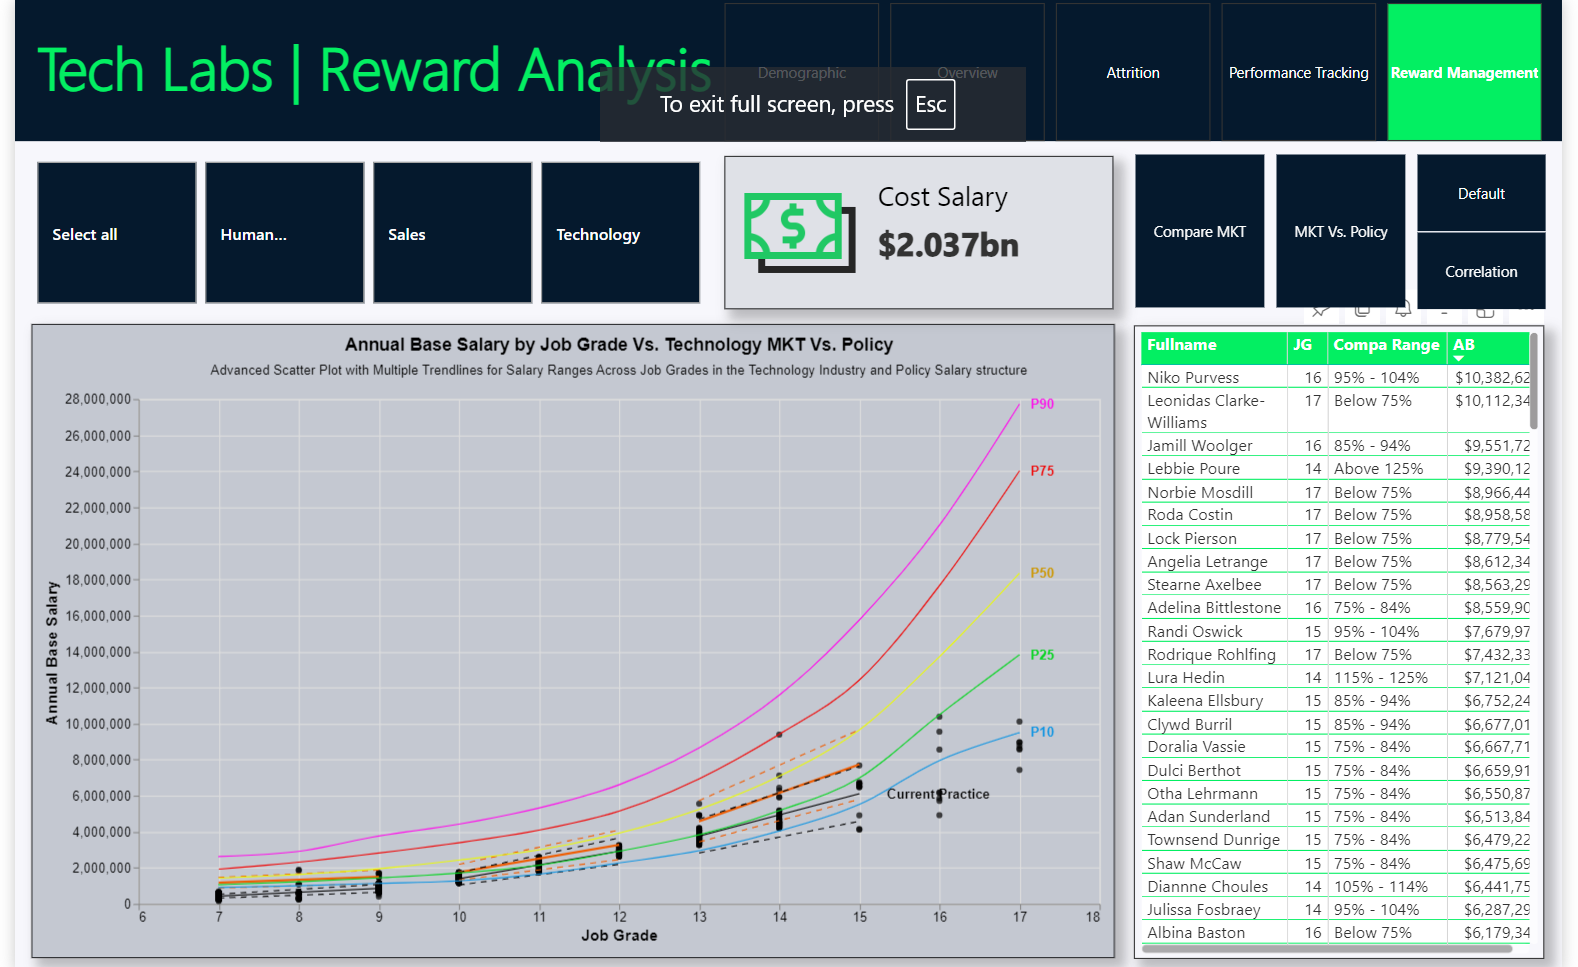 Tech Labs | Reward Analysis
Demographic
Overview
Attrition
Performance Tracking
Reward Management
To exit full screen, press Esc
Select all
Human...
Sales
Technology
Cost Salary
$2.037bn
Compare MKT
MKT Vs. Policy
Default
Correlation
Annual Base Salary by Job Grade Vs. Technology MKT Vs. Policy
Advanced Scatter Plot with Multiple Trendlines for Salary Ranges Across Job Grades in the Technology Industry and Policy Salary structure
Annual Base Salary
28,000,000
26,000,000
24,000,000
22,000,000
20,000,000
18,000,000
16,000,000
14,000,000
12,000,000
10,000,000
8,000,000
6,000,000
4,000,000
2,000,000
0
P90
P75
P50
P25
P10
Current Practice
6 7 8 9 10 11 12 13 14 15 16 17 18
Job Grade
Fullname JG Compa Range AB
Niko Purvess 16 95% - 104% $10,382,62
Leonidas Clarke- 17 Below 75% $10,112,34
Williams
Jamill Woolger 16 85% - 94% $9,551,72
Lebbie Poure 14 Above 125% $9,390,12
Norbie Mosdill 17 Below 75% $8,966,44
Roda Costin 17 Below 75% $8,958,58
Lock Pierson 17 Below 75% $8,779,54
Angelia Letrange 17 Below 75% $8,612,34
Stearne Axelbee 17 Below 75% $8,563,29
Adelina Bittlestone 16 75% - 84% $8,559,90
Randi Oswick 15 95% - 104% $7,679,97
Rodrique Rohlfing 17 Below 75% $7,432,33
Lura Hedin 14 115% - 125% $7,121,04
Kaleena Ellsbury 15 85% - 94% $6,752,24
Clywd Burril 15 85% - 94% $6,677,01
Doralia Vassie 15 75% - 84% $6,667,71
Dulci Berthot 15 75% - 84% $6,659,91
Otha Lehrmann 15 75% - 84% $6,550,87
Adan Sunderland 15 75% - 84% $6,513,84
Townsend Dunrige 15 75% - 84% $6,479,22
Shaw McCaw 15 75% - 84% $6,475,69
Diannne Choules 14 105% - 114% $6,441,75
Julissa Fosbraey 14 95% - 104% $6,287,29
Albina Baston 16 Below 75% $6,179,34